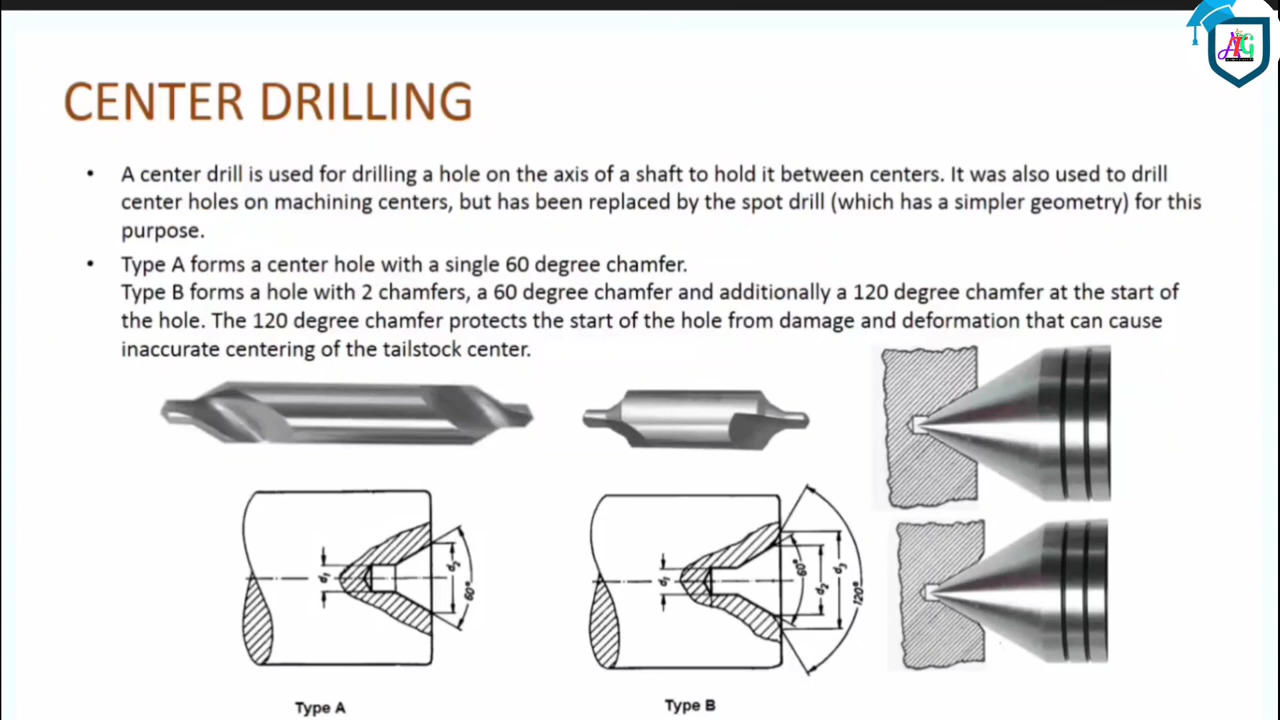 CENTER DRILLING
• A center drill is used for drilling a hole on the axis of a shaft to hold it between centers. It was also used to drill
center holes on machining centers, but has been replaced by the spot drill (which has a simpler geometry) for this
purpose.
• Type A forms a center hole with a single 60 degree chamfer.
Type B forms a hole with 2 chamfers, a 60 degree chamfer and additionally a 120 degree chamfer at the start of
the hole. The 120 degree chamfer protects the start of the hole from damage and deformation that can cause
inaccurate centering of the tailstock center.
d₁
60°
d₁
60°
d₂
d₃
120°
Type A
Type B